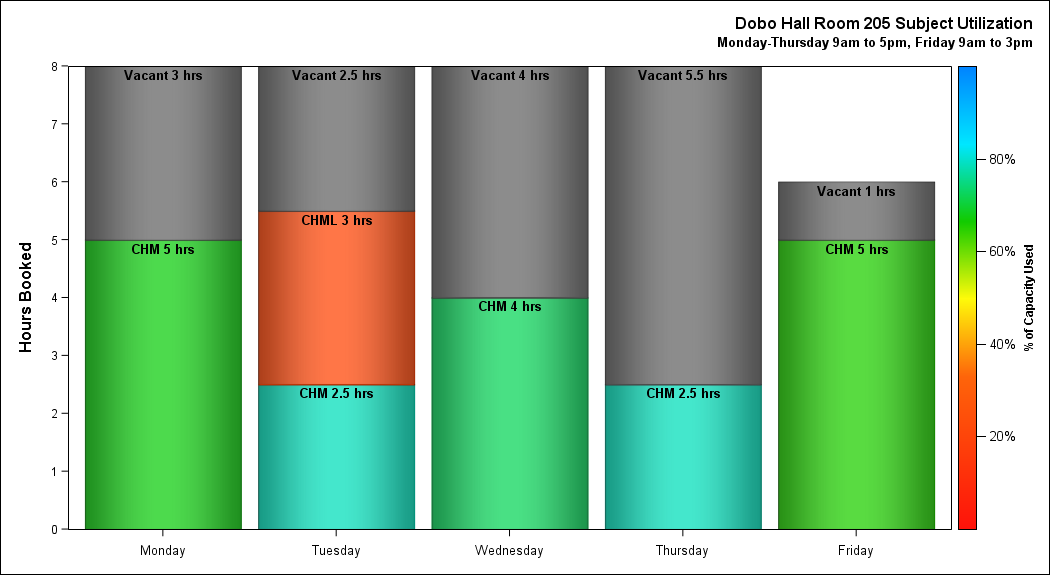 Dobo Hall Room 205 Subject Utilization
Monday-Thursday 9am to 5pm, Friday 9am to 3pm
Hours Booked
8
7
6
5
4
3
2
1
0
Vacant 3 hrs
CHM 5 hrs
Vacant 2.5 hrs
CHML 3 hrs
CHM 2.5 hrs
Vacant 4 hrs
CHM 4 hrs
Vacant 5.5 hrs
CHM 2.5 hrs
Vacant 1 hrs
CHM 5 hrs
Monday
Tuesday
Wednesday
Thursday
Friday
80%
60%
40%
20%
% of Capacity Used